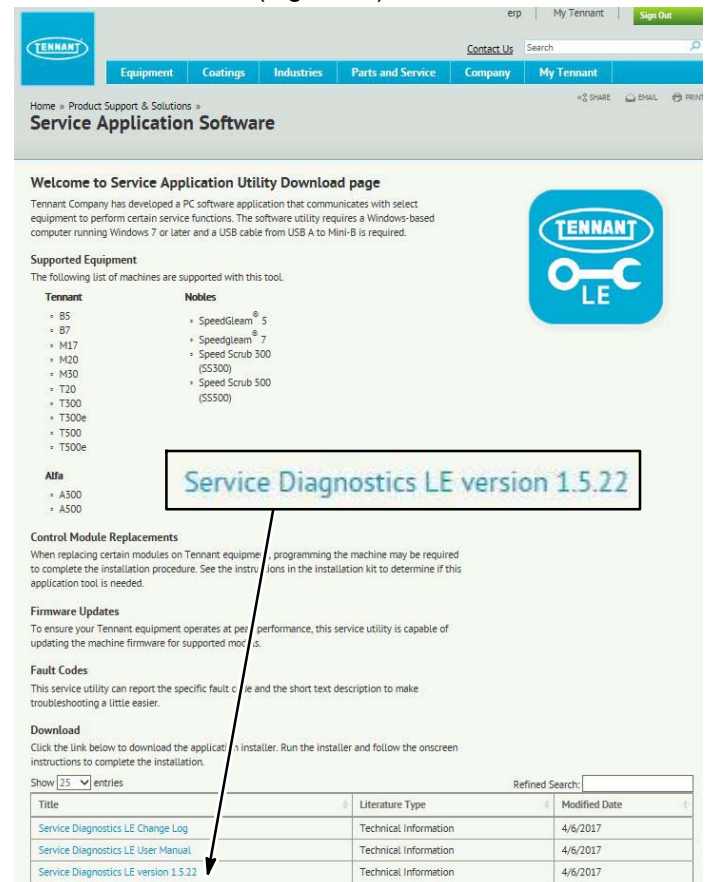 erp | My Tennant | Sign Out
TENNANT
Contact Us Search
Equipment Coatings Industries Parts and Service Company My Tennant
SHARE EMAIL PRINT
Home » Product Support & Solutions »
Service Application Software
Welcome to Service Application Utility Download page
Tennant Company has developed a PC software application that communicates with select
equipment to perform certain service functions. The software utility requires a Windows-based
computer running Windows 7 or later and a USB cable from USB A to Mini-B is required.
TENNANT
LE
Supported Equipment
The following list of machines are supported with this tool.
Tennant
• B5
• B7
• M17
• M20
• M30
• T20
• T300
• T300e
• T500
• T500e
Nobles
• SpeedGleam® 5
• Speedgleam® 7
• Speed Scrub 300
(SS300)
• Speed Scrub 500
(SS500)
Alfa
• A300
• A500
Service Diagnostics LE version 1.5.22
Control Module Replacements
When replacing certain modules on Tennant equipment, programming the machine may be required
to complete the installation procedure. See the instructions in the installation kit to determine if this
application tool is needed.
Firmware Updates
To ensure your Tennant equipment operates at peak performance, this service utility is capable of
updating the machine firmware for supported models.
Fault Codes
This service utility can report the specific fault code and the short text description to make
troubleshooting a little easier.
Download
Click the link below to download the application installer. Run the installer and follow the onscreen
instructions to complete the installation.
Show 25 entries Refined Search:
Title Literature Type Modified Date
Service Diagnostics LE Change Log Technical Information 4/6/2017
Service Diagnostics LE User Manual Technical Information 4/6/2017
Service Diagnostics LE version 1.5.22 Technical Information 4/6/2017